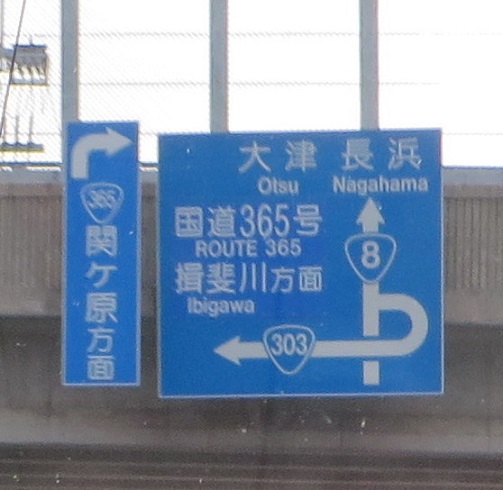 365
関ケ原方面
大津 長浜
Otsu Nagahama
国道365号
ROUTE 365
揖斐川方面
Ibigawa
8
303